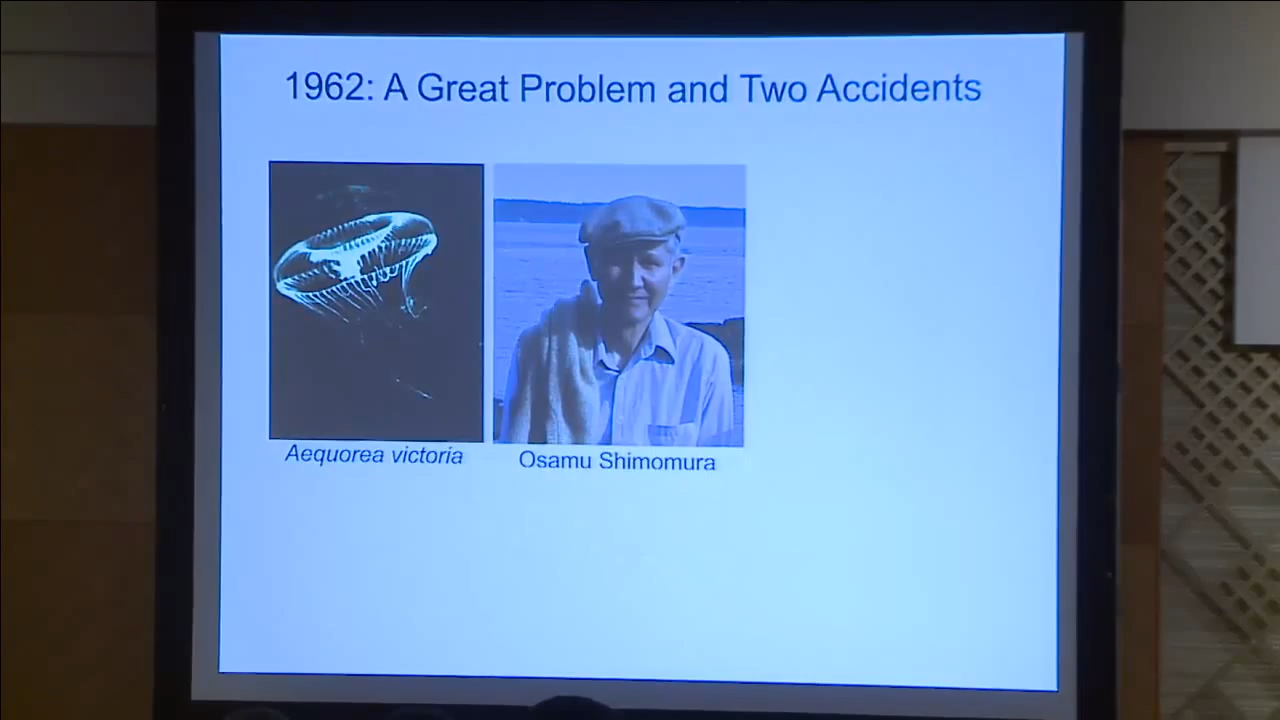 1962: A Great Problem and Two Accidents
Aequorea victoria
Osamu Shimomura